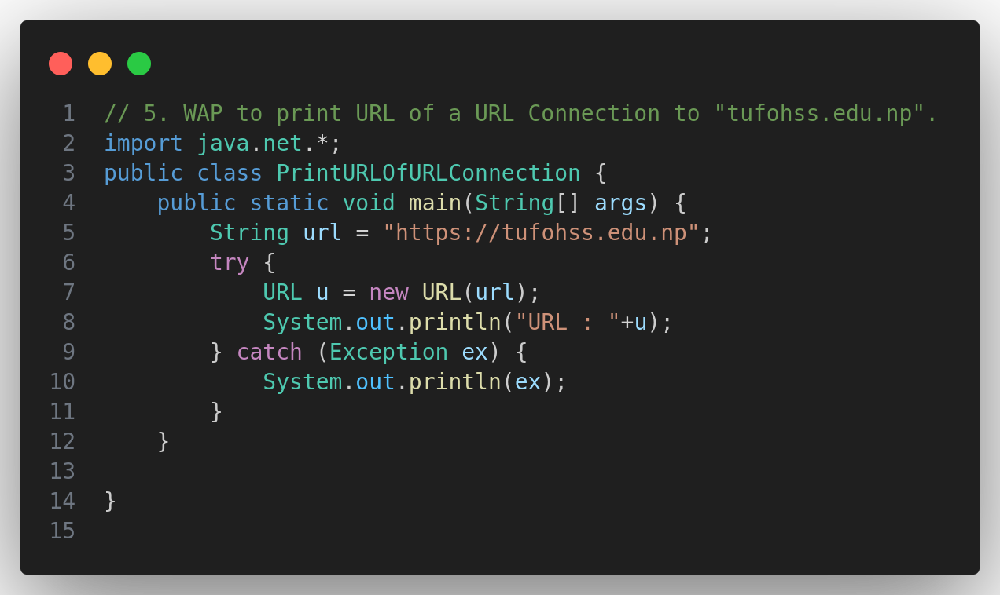 1 // 5. WAP to print URL of a URL Connection to "tufohss.edu.np".
2 import java.net.*;
3 public class PrintURLOfURLConnection {
4     public static void main(String[] args) {
5         String url = "https://tufohss.edu.np";
6         try {
7             URL u = new URL(url);
8             System.out.println("URL : "+u);
9         } catch (Exception ex) {
10             System.out.println(ex);
11         }
12     }
13
14 }
15